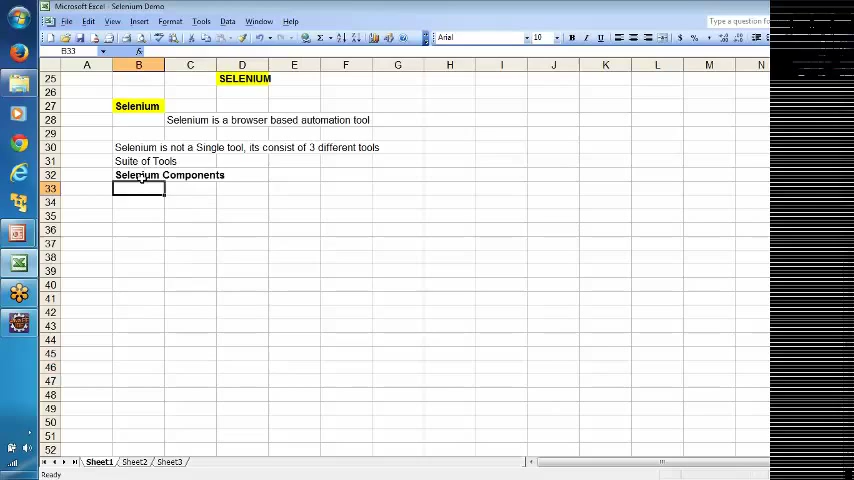 Microsoft Excel - Selenium Demo
File Edit View Insert Format Tools Data Window Help
Type a question f
Arial 10 B I U $ %
B33 fx
A B C D E F G H I J K L M N
25 SELENIUM
26
27 Selenium
28 Selenium is a browser based automation tool
29
30 Selenium is not a Single tool, its consist of 3 different tools
31 Suite of Tools
32 Selenium Components
33
34
35
36
37
38
39
40
41
42
43
44
45
46
47
48
49
50
51
52
Sheet1 Sheet2 Sheet3
Ready